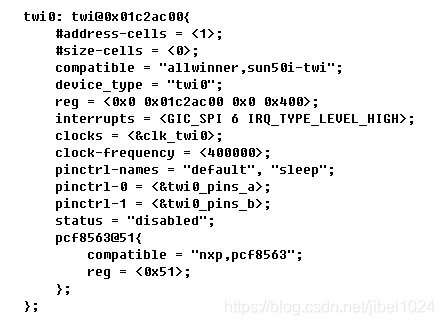 twi0: twi@0x01c2ac00{
    #address-cells = <1>;
    #size-cells = <0>;
    compatible = "allwinner,sun50i-twi";
    device_type = "twi0";
    reg = <0x0 0x01c2ac00 0x0 0x400>;
    interrupts = <GIC_SPI 6 IRQ_TYPE_LEVEL_HIGH>;
    clocks = <&clk_twi0>;
    clock-frequency = <400000>;
    pinctrl-names = "default", "sleep";
    pinctrl-0 = <&twi0_pins_a>;
    pinctrl-1 = <&twi0_pins_b>;
    status = "disabled";
    pcf8563@51{
        compatible = "nxp,pcf8563";
        reg = <0x51>;
    };
};
https://blog.csdn.net/jibei1024